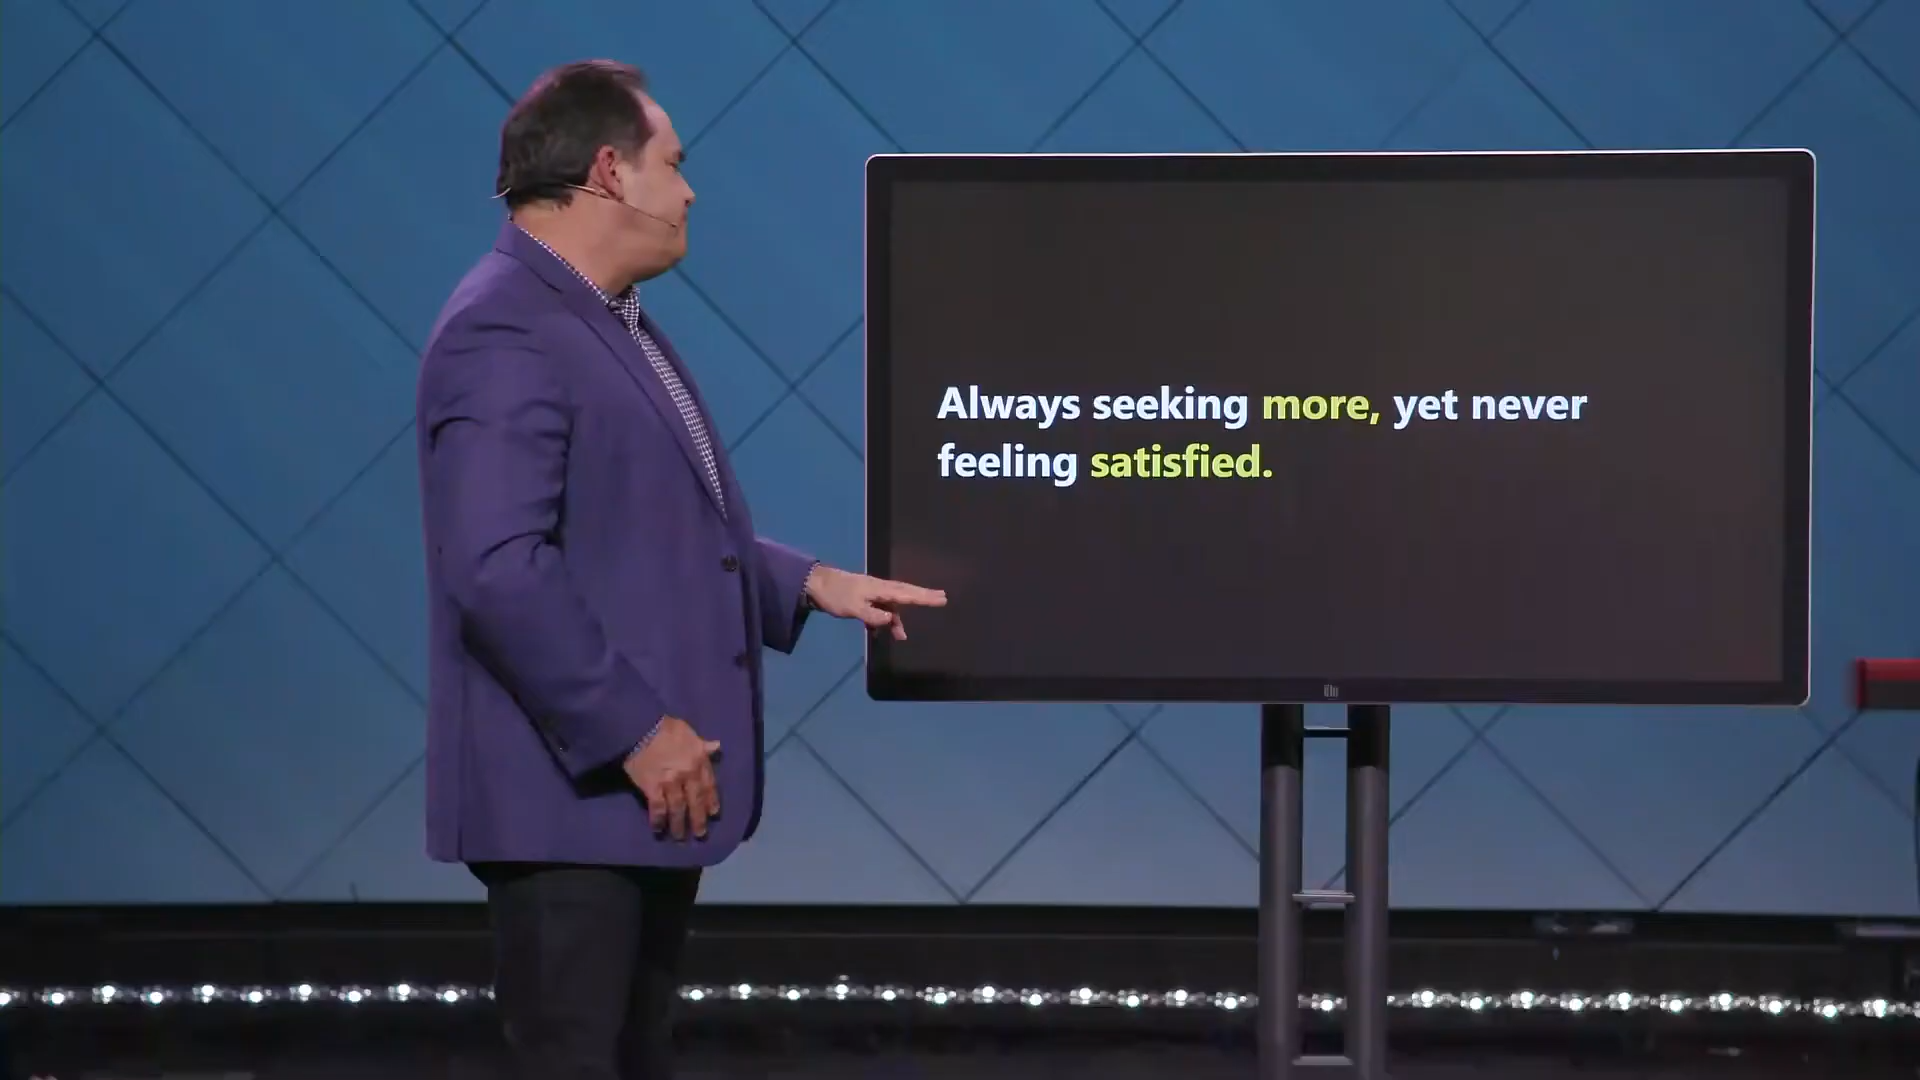 Always seeking more, yet never
feeling satisfied.